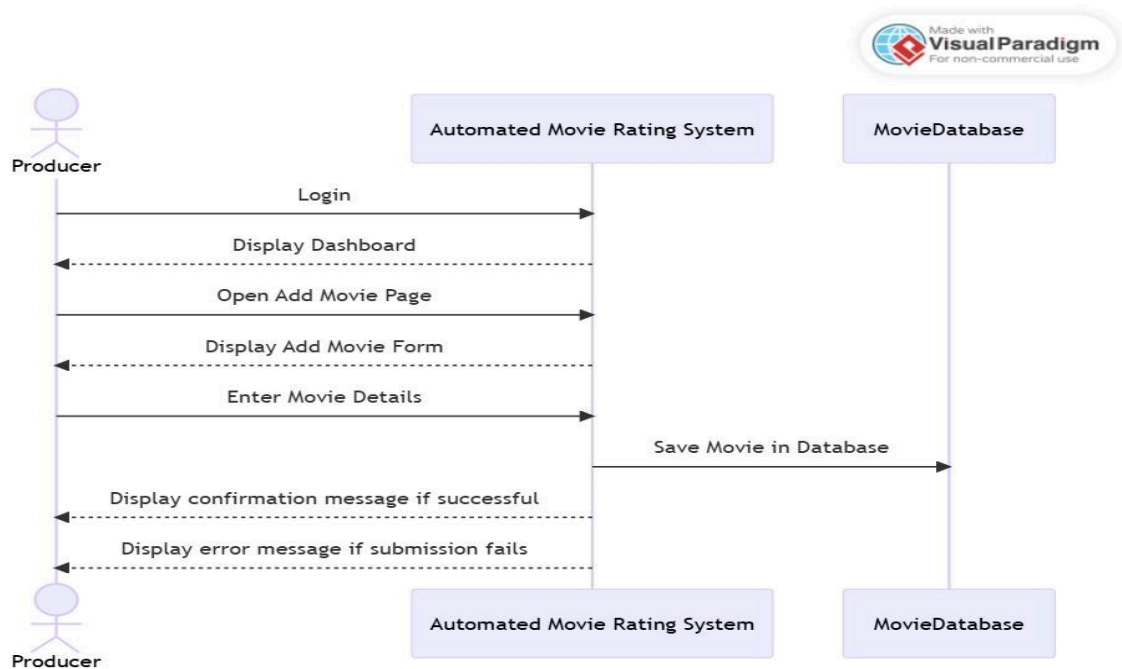 Made with
Visual Paradigm
For non-commercial use
Automated Movie Rating System
MovieDatabase
Producer
Login
Display Dashboard
Open Add Movie Page
Display Add Movie Form
Enter Movie Details
Save Movie in Database
Display confirmation message if successful
Display error message if submission fails
Automated Movie Rating System
MovieDatabase
Producer